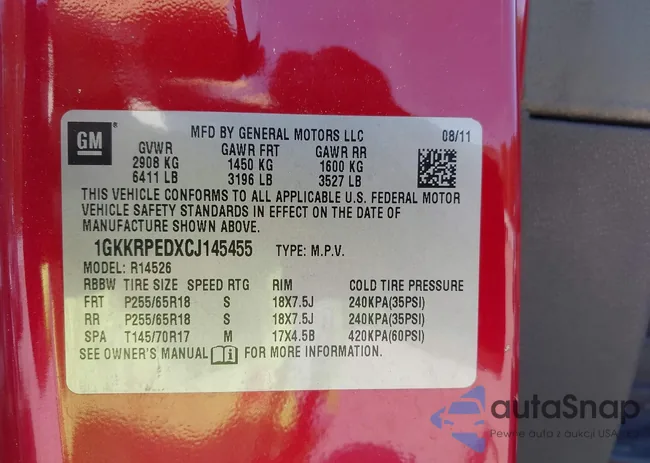 GM
MFD BY GENERAL MOTORS LLC 08/11
GVWR GAWR FRT GAWR RR
2908 KG 1450 KG 1600 KG
6411 LB 3196 LB 3527 LB
THIS VEHICLE CONFORMS TO ALL APPLICABLE U.S. FEDERAL MOTOR
VEHICLE SAFETY STANDARDS IN EFFECT ON THE DATE OF
MANUFACTURE SHOWN ABOVE.
1GKKRPEDXCJ145455 TYPE: M.P.V.
MODEL: R14526
RBBW TIRE SIZE SPEED RTG RIM COLD TIRE PRESSURE
FRT P255/65R18 S 18X7.5J 240KPA(35PSI)
RR P255/65R18 S 18X7.5J 240KPA(35PSI)
SPA T145/70R17 M 17X4.5B 420KPA(60PSI)
SEE OWNER'S MANUAL FOR MORE INFORMATION.
autaSnap
Pewne auta z aukcji USA